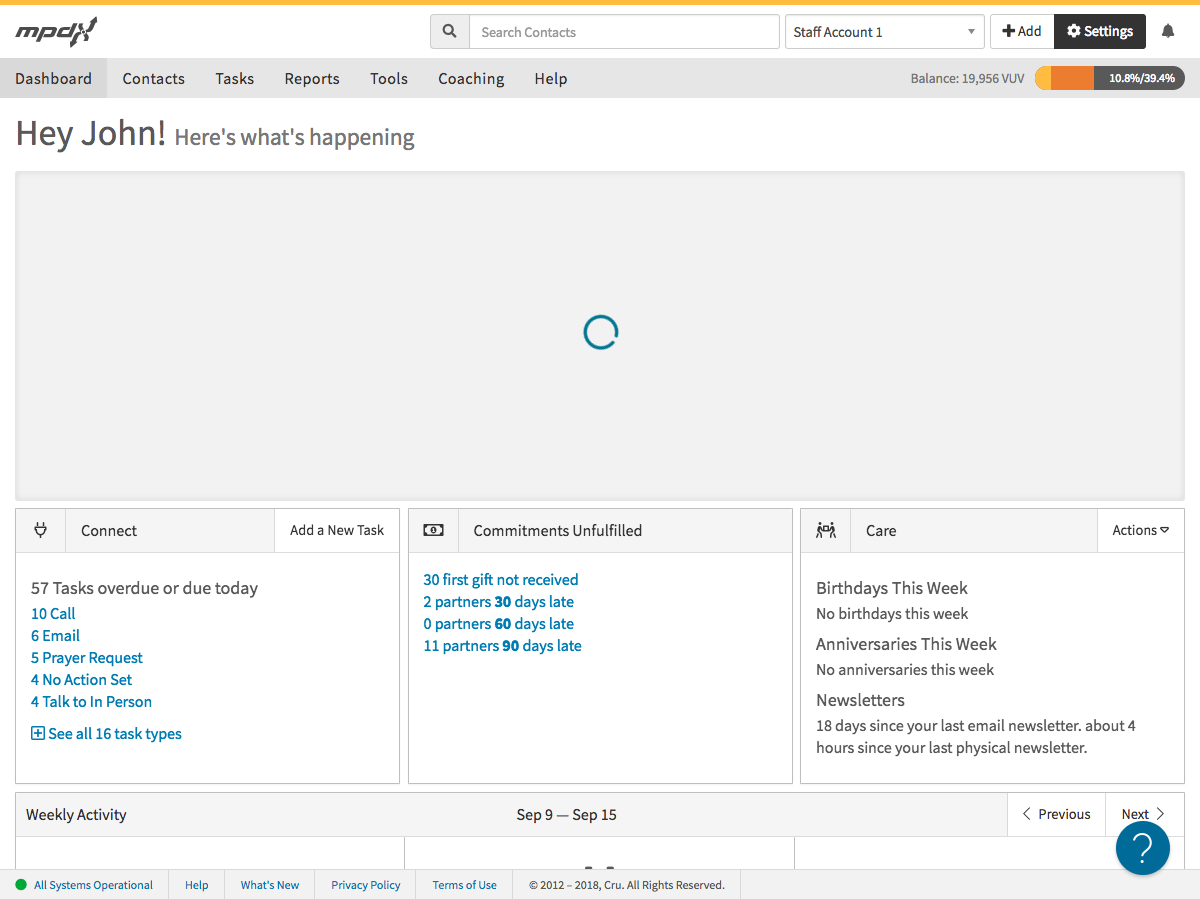 mpdx
Search Contacts
Staff Account 1
Add
Settings
Dashboard
Contacts
Tasks
Reports
Tools
Coaching
Help
Balance: 19,956 VUV
10.8%/39.4%
Hey John! Here's what's happening
Connect
Add a New Task
57 Tasks overdue or due today
10 Call
6 Email
5 Prayer Request
4 No Action Set
4 Talk to In Person
See all 16 task types
Commitments Unfulfilled
30 first gift not received
2 partners 30 days late
0 partners 60 days late
11 partners 90 days late
Care
Actions
Birthdays This Week
No birthdays this week
Anniversaries This Week
No anniversaries this week
Newsletters
18 days since your last email newsletter. about 4
hours since your last physical newsletter.
Weekly Activity
Sep 9 — Sep 15
Previous
Next
?
All Systems Operational
Help
What's New
Privacy Policy
Terms of Use
© 2012 – 2018, Cru. All Rights Reserved.